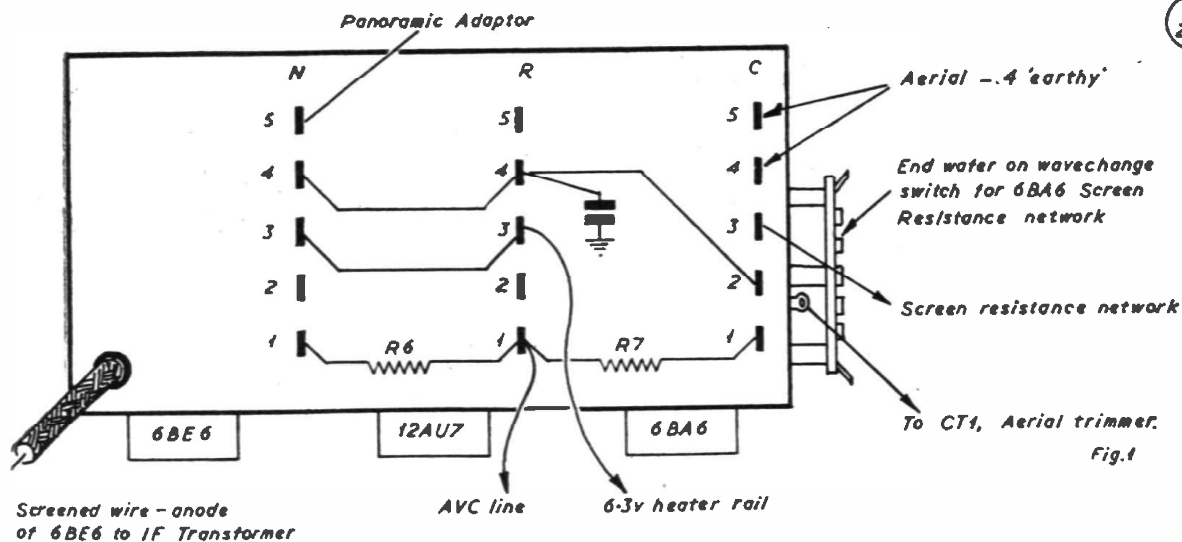 Panoramic Adaptor
2
N R C
Aerial -.4 'earthy'
5 5 5
4 4 4
End water on wavechange
switch for 6BA6 Screen
Resistance network
3 3 3
2 2 2
Screen resistance network
1 R6 1 R7 1
To CT1, Aerial trimmer.
Fig.1
6BE6 12AU7 6BA6
AVC line 6·3v heater rail
Screened wire - anode
of 6BE6 to IF Transformer